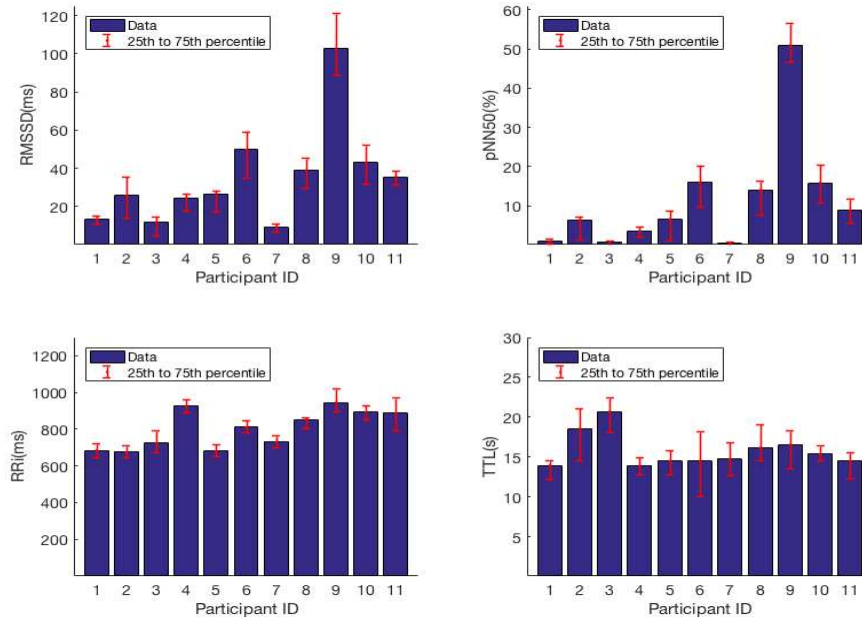 120
100
80
60
40
20
RMSSD(ms)
Data
25th to 75th percentile
1 2 3 4 5 6 7 8 9 10 11
Participant ID
60
50
40
30
20
10
pNN50(%)
Data
25th to 75th percentile
1 2 3 4 5 6 7 8 9 10 11
Participant ID
1200
1000
800
600
400
200
RRi(ms)
Data
25th to 75th percentile
1 2 3 4 5 6 7 8 9 10 11
Participant ID
30
25
20
15
10
5
TTL(s)
Data
25th to 75th percentile
1 2 3 4 5 6 7 8 9 10 11
Participant ID